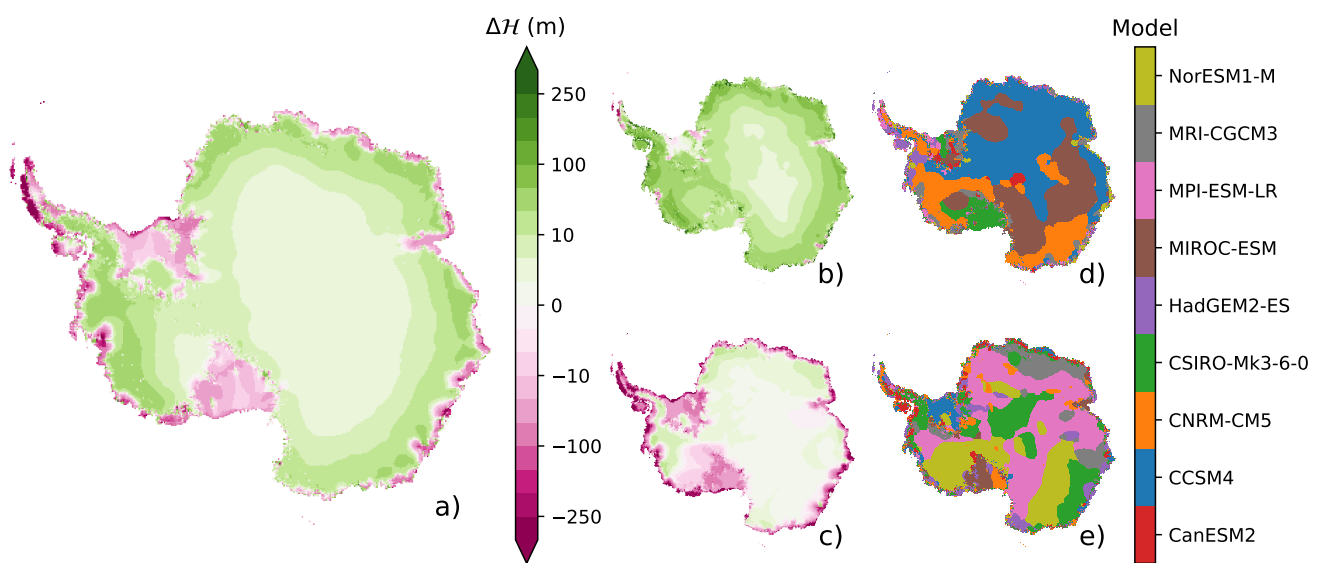 Δℋ (m)
250
100
10
0
−10
−100
−250
a)
b)
c)
d)
e)
Model
NorESM1-M
MRI-CGCM3
MPI-ESM-LR
MIROC-ESM
HadGEM2-ES
CSIRO-Mk3-6-0
CNRM-CM5
CCSM4
CanESM2